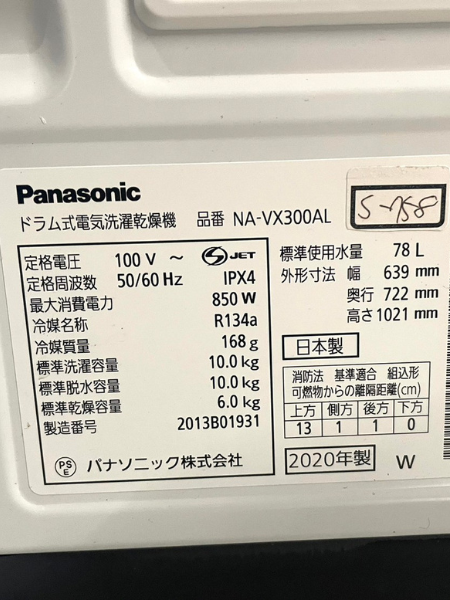 Panasonic
ドラム式電気洗濯乾燥機 品番 NA-VX300AL
S-758
定格電圧 100 V ～
JET
定格周波数 50/60 Hz IPX4
最大消費電力 850 W
冷媒名称 R134a
冷媒質量 168 g
標準洗濯容量 10.0 kg
標準脱水容量 10.0 kg
標準乾燥容量 6.0 kg
製造番号 2013B01931
PS
E
パナソニック株式会社
標準使用水量 78 L
外形寸法 幅 639 mm
奥行 722 mm
高さ 1021 mm
日本製
消防法 基準適合 組込形
可燃物からの離隔距離(cm)
上方 側方 後方 下方
13 1 1 0
2020年製 W